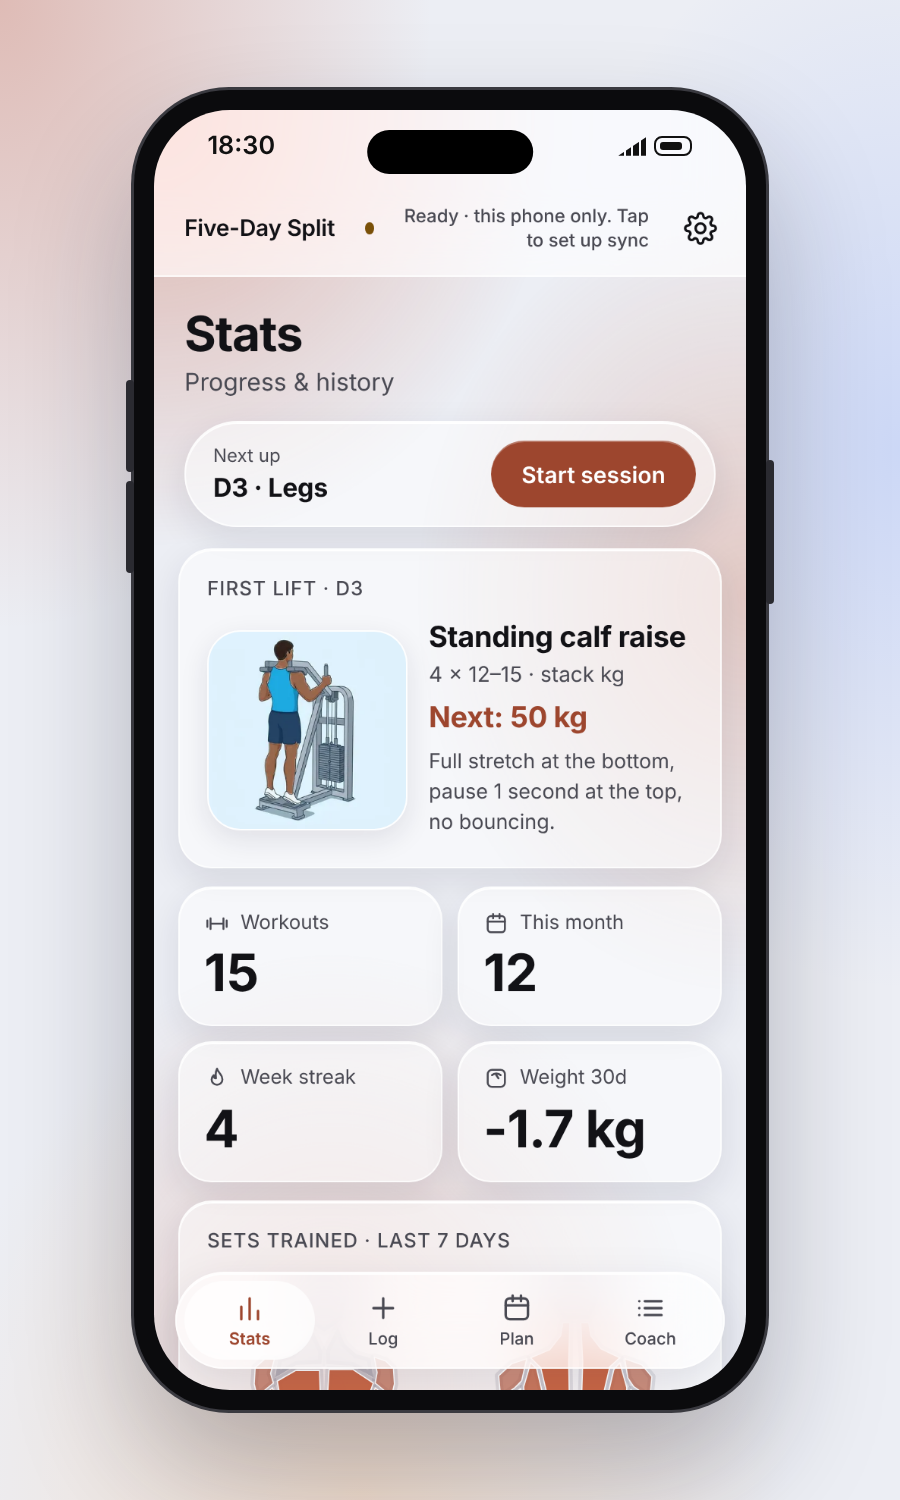 18:30
Five-Day Split
Ready · this phone only. Tap
to set up sync
Stats
Progress & history
Next up
D3 · Legs
Start session
FIRST LIFT · D3
Standing calf raise
4 × 12–15 · stack kg
Next: 50 kg
Full stretch at the bottom,
pause 1 second at the top,
no bouncing.
Workouts
15
This month
12
Week streak
4
Weight 30d
-1.7 kg
SETS TRAINED · LAST 7 DAYS
Stats
Log
Plan
Coach